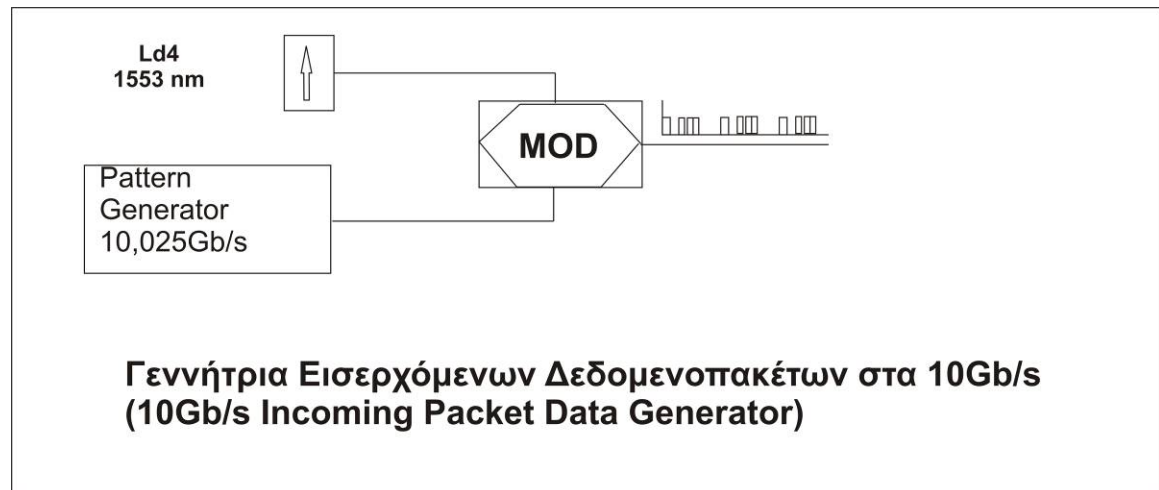 Ld4
1553 nm
MOD
Pattern
Generator
10,025Gb/s
Γεννήτρια Εισερχόμενων Δεδομενοπακέτων στα 10Gb/s
(10Gb/s Incoming Packet Data Generator)